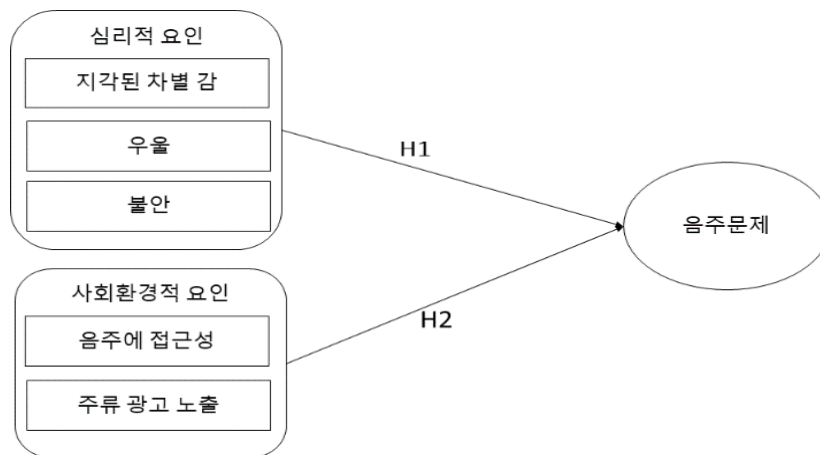 심리적 요인
지각된 차별 감
우울
불안
H1
음주문제
사회환경적 요인
음주에 접근성
H2
주류 광고 노출